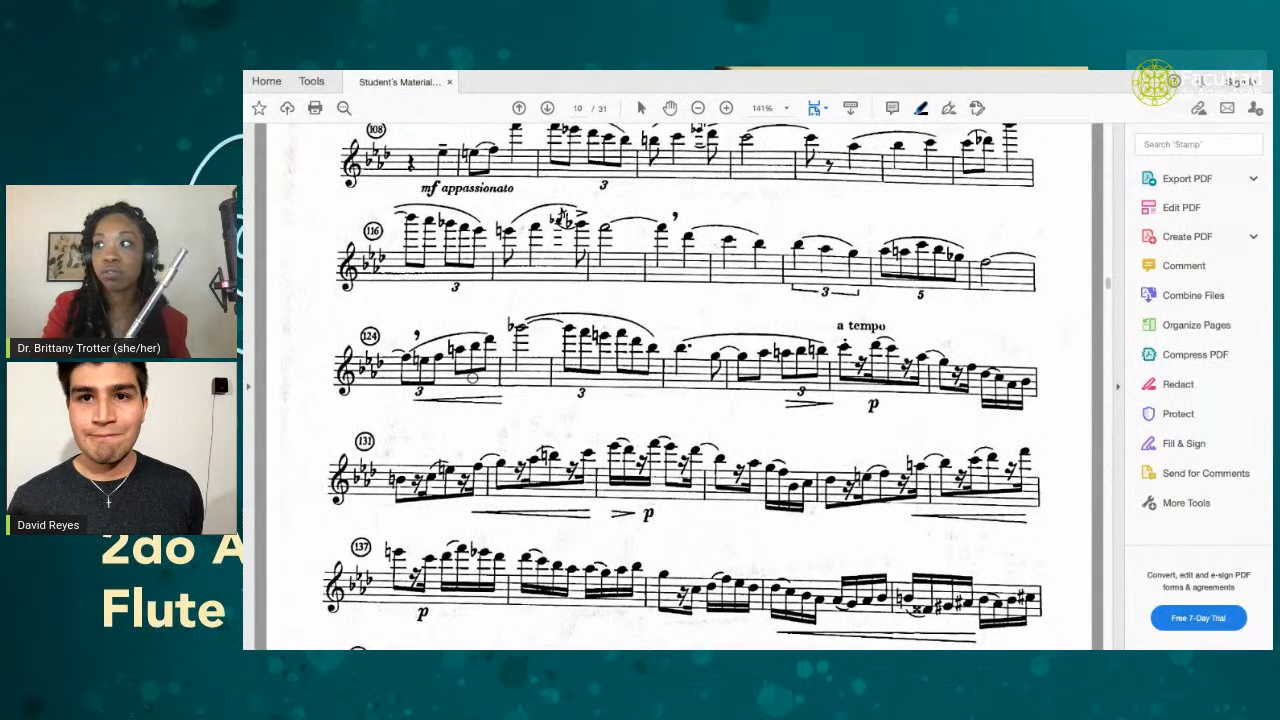 Home Tools Student's Material... ×
Facultad
10 / 31 141%
Search 'Stamp'
Export PDF
Edit PDF
Create PDF
Comment
Combine Files
Organize Pages
Compress PDF
Redact
Protect
Fill & Sign
Send for Comments
More Tools
Convert, edit and e-sign PDF
forms & agreements
Free 7-Day Trial
108
mf appassionato
3
116
3
3
5
124
a tempo
3
3
3
p
131
p
137
p
Dr. Brittany Trotter (she/her)
David Reyes
2do A
Flute